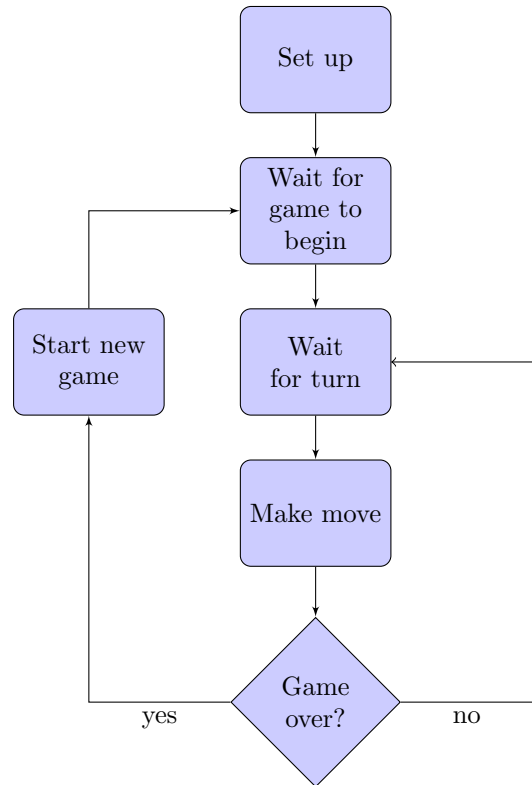 Set up
Wait for
game to
begin
Start new
game
Wait
for turn
Make move
Game
over?
yes
no